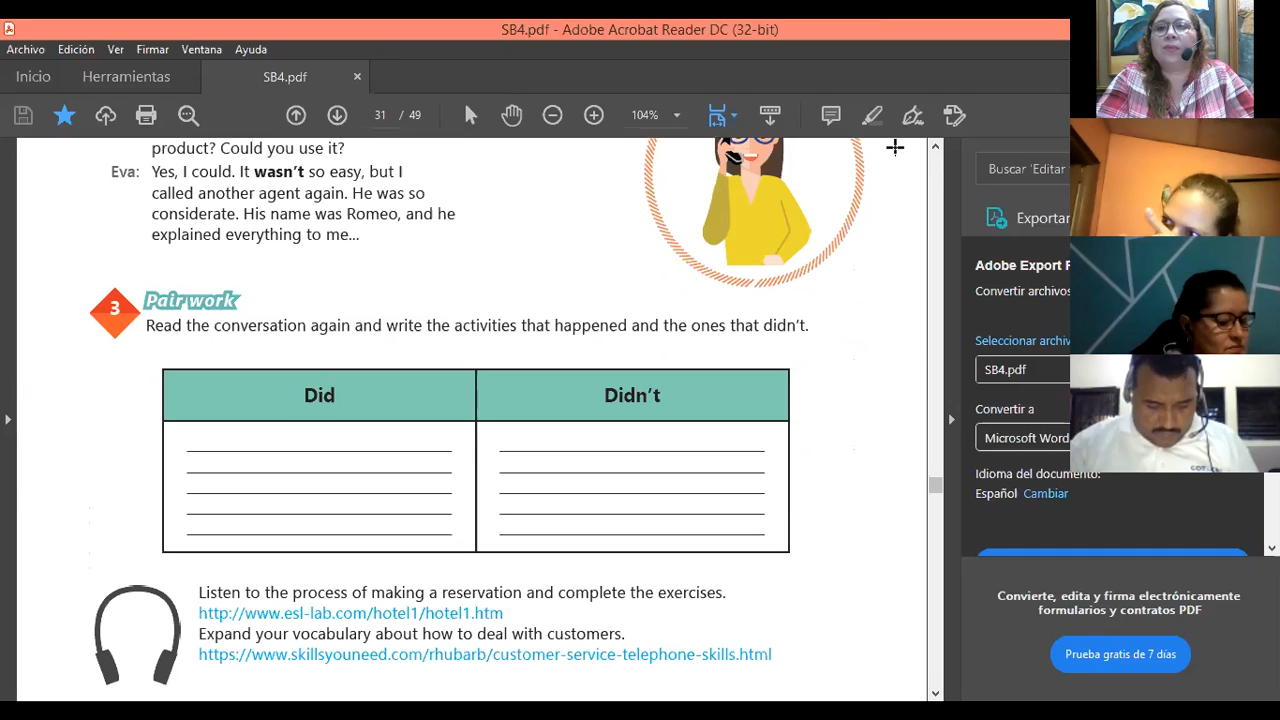 SB4.pdf - Adobe Acrobat Reader DC (32-bit)
Archivo Edición Ver Firmar Ventana Ayuda
Inicio Herramientas SB4.pdf ×
31 / 49 104%
product? Could you use it?
Eva: Yes, I could. It wasn't so easy, but I
called another agent again. He was so
considerate. His name was Romeo, and he
explained everything to me...
3 Pair work
Read the conversation again and write the activities that happened and the ones that didn't.
Did Didn't
Listen to the process of making a reservation and complete the exercises.
http://www.esl-lab.com/hotel1/hotel1.htm
Expand your vocabulary about how to deal with customers.
https://www.skillsyouneed.com/rhubarb/customer-service-telephone-skills.html
Buscar 'Editar
Exportar
Adobe Export
Convertir archivos
Seleccionar archiv
SB4.pdf
Convertir a
Microsoft Word
Idioma del documento:
Español Cambiar
Convierte, edita y firma electrónicamente
formularios y contratos PDF
Prueba gratis de 7 días